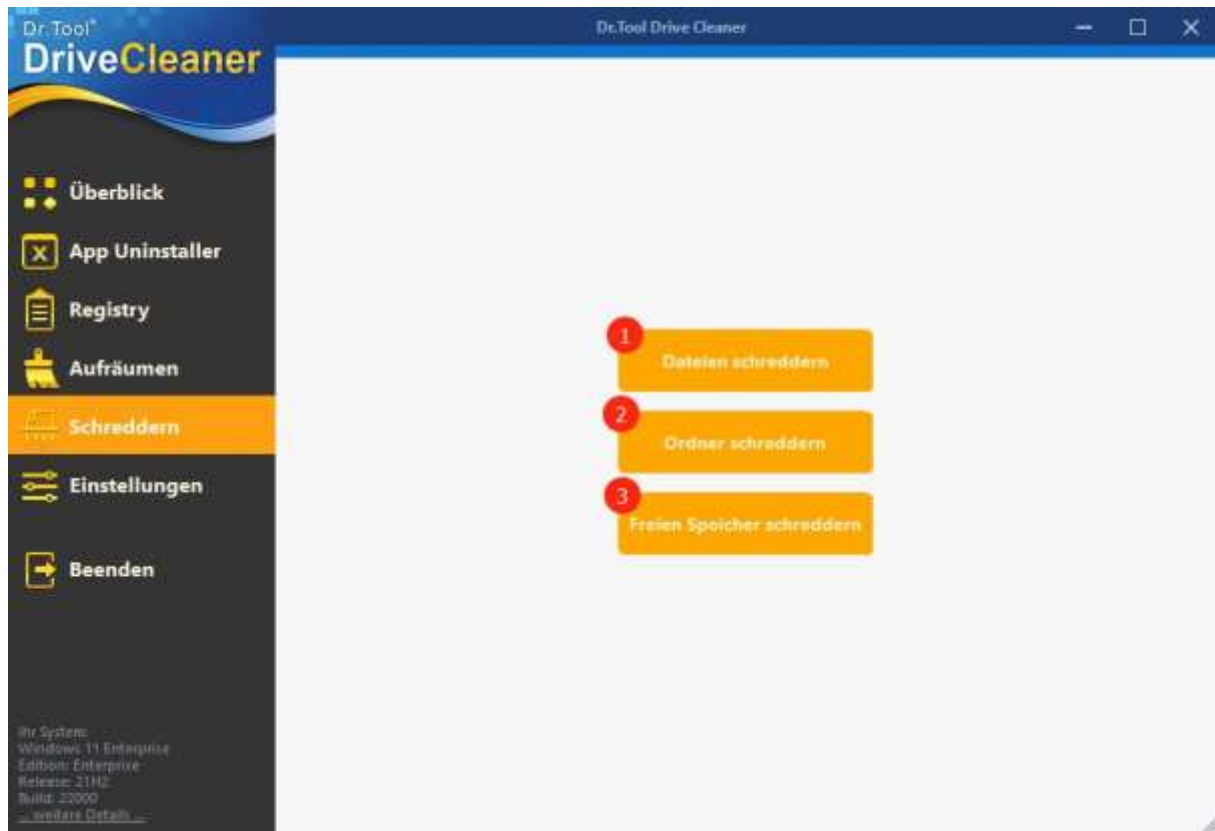 Dr.Tool®
DriveCleaner
Dr.Tool Drive Cleaner
Überblick
App Uninstaller
Registry
Aufräumen
Schreddern
Einstellungen
Beenden
1
Dateien schreddern
2
Ordner schreddern
3
Freien Speicher schreddern
Ihr System:
Windows 11 Enterprise
Edition: Enterprise
Release: 21H2
Build: 22000
... weitere Details ...